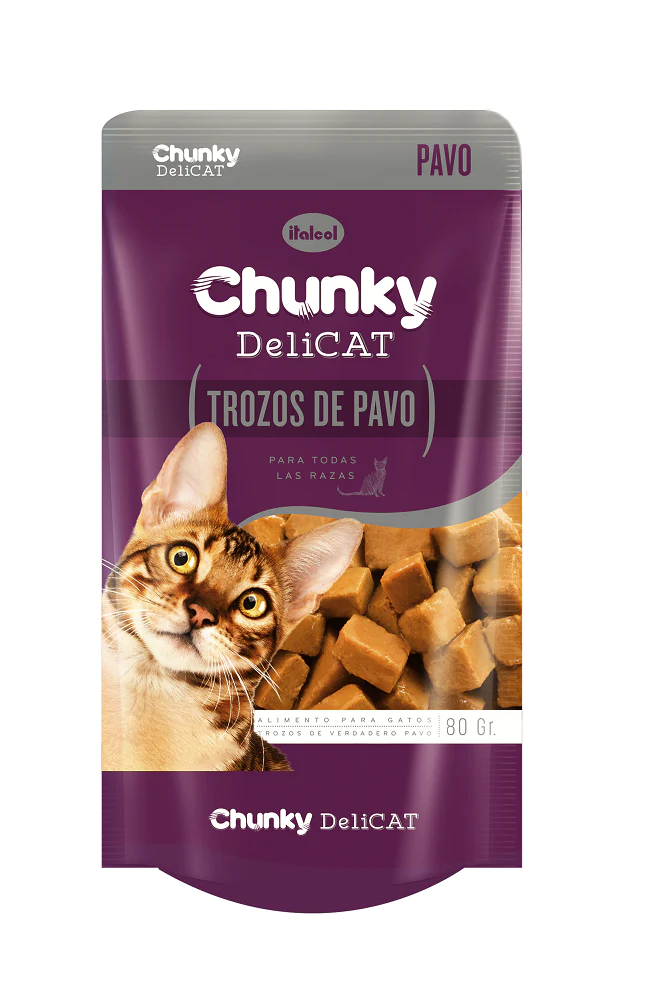 Chunky
DeliCAT
PAVO
italcol
Chunky
DeliCAT
TROZOS DE PAVO
PARA TODAS
LAS RAZAS
ALIMENTO PARA GATOS
TROZOS DE VERDADERO PAVO
80 Gr.
Chunky DeliCAT